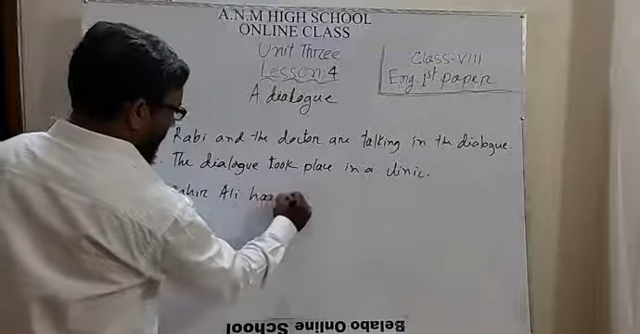 A.N.M HIGH SCHOOL
ONLINE CLASS
Unit Three
Lesson: 4
A dialogue
Class-VIII
Eng. 1st paper
Rabi and the doctor are talking in the dialogue.
The dialogue took place in a clinic.
Ali has
Belabo Online School